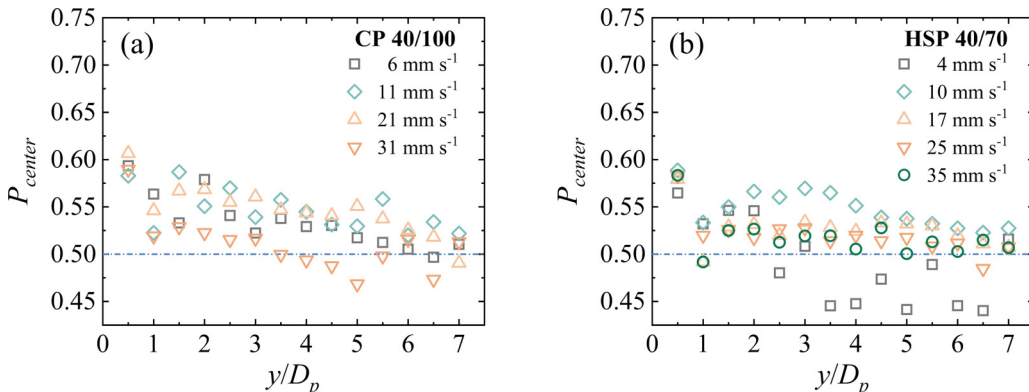 (a)
CP 40/100
6 mm s⁻¹
11 mm s⁻¹
21 mm s⁻¹
31 mm s⁻¹
0.75
0.70
0.65
0.60
0.55
0.50
0.45
P_center
0 1 2 3 4 5 6 7
y/D_p
(b)
HSP 40/70
4 mm s⁻¹
10 mm s⁻¹
17 mm s⁻¹
25 mm s⁻¹
35 mm s⁻¹
0.75
0.70
0.65
0.60
0.55
0.50
0.45
P_center
0 1 2 3 4 5 6 7
y/D_p